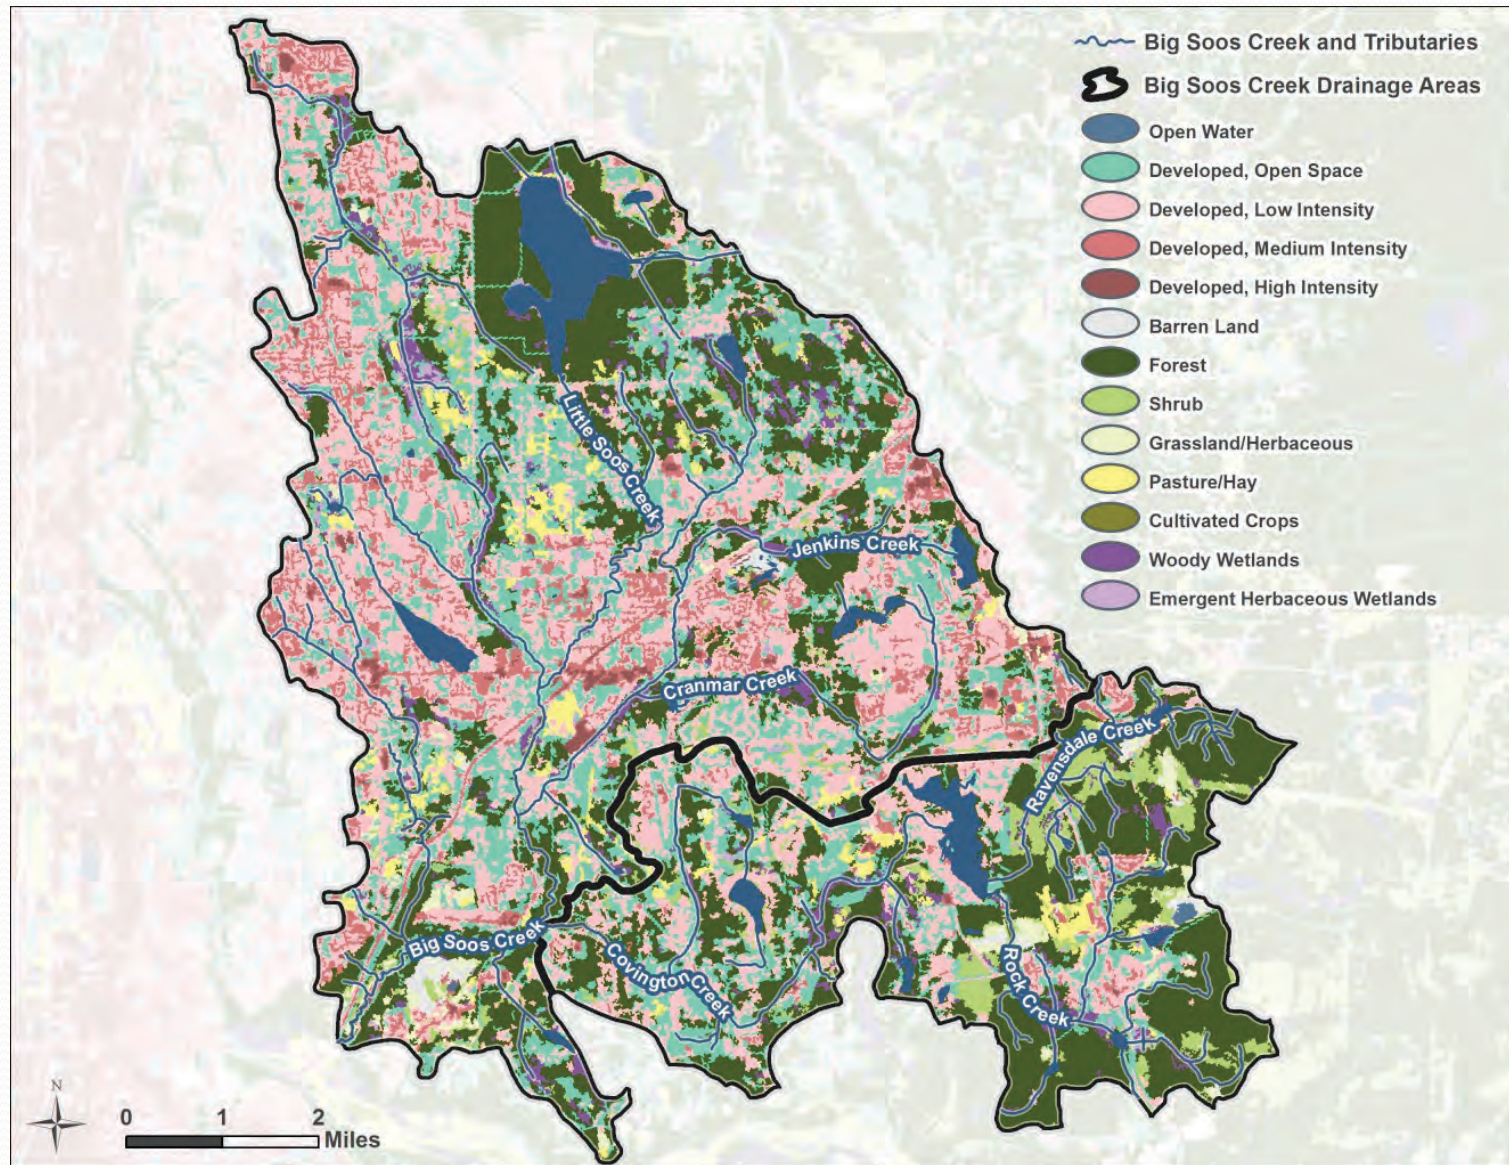 Big Soos Creek and Tributaries
Big Soos Creek Drainage Areas
Open Water
Developed, Open Space
Developed, Low Intensity
Developed, Medium Intensity
Developed, High Intensity
Barren Land
Forest
Shrub
Grassland/Herbaceous
Pasture/Hay
Cultivated Crops
Woody Wetlands
Emergent Herbaceous Wetlands
Little Soos Creek
Jenkins Creek
Cranmar Creek
Ravensdale Creek
Big Soos Creek
Covington Creek
Rock Creek
N
0 1 2
Miles